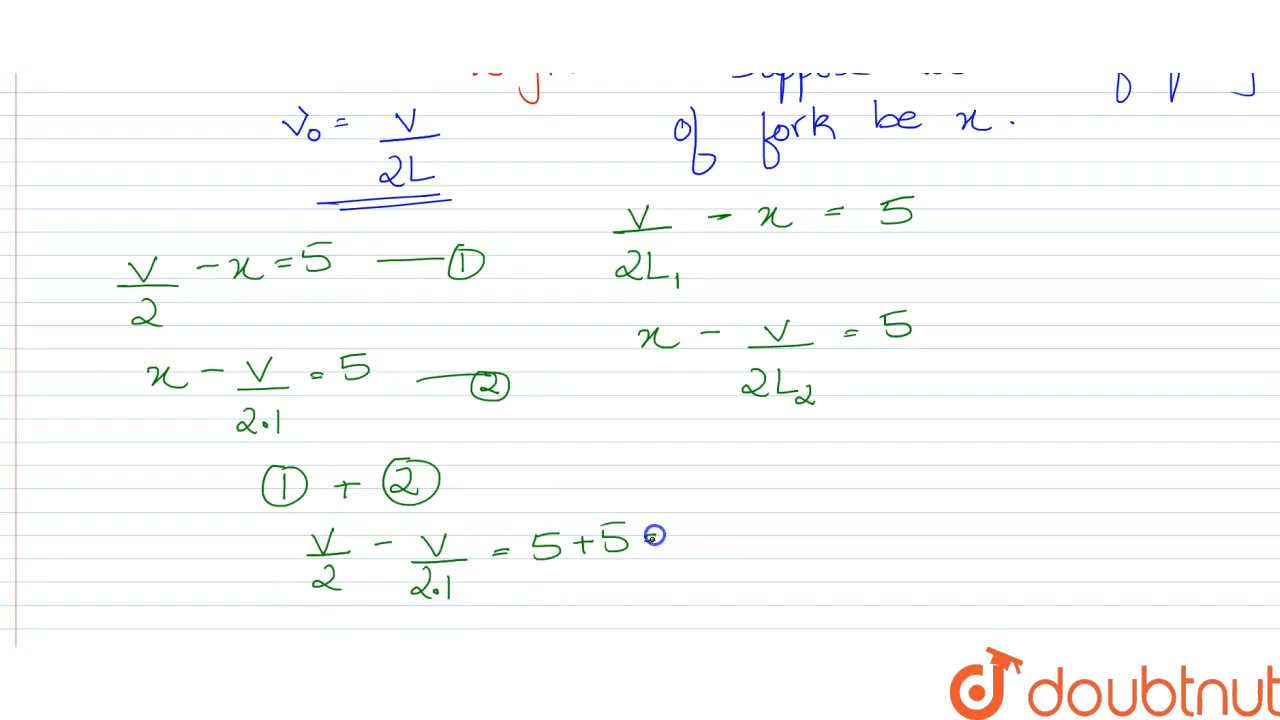 of fork be x.
ν₀ = v/2L
v/2 - x = 5 — ①
x - v/2.1 = 5 — ②
① + ②
v/2 - v/2.1 = 5+5=
v/2L₁ - x = 5
x - v/2L₂ = 5
doubtnut